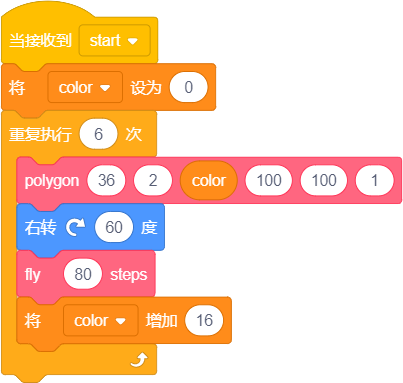 当接收到 start
将 color 设为 0
重复执行 6 次
polygon 36 2 color 100 100 1
右转 60 度
fly 80 steps
将 color 增加 16